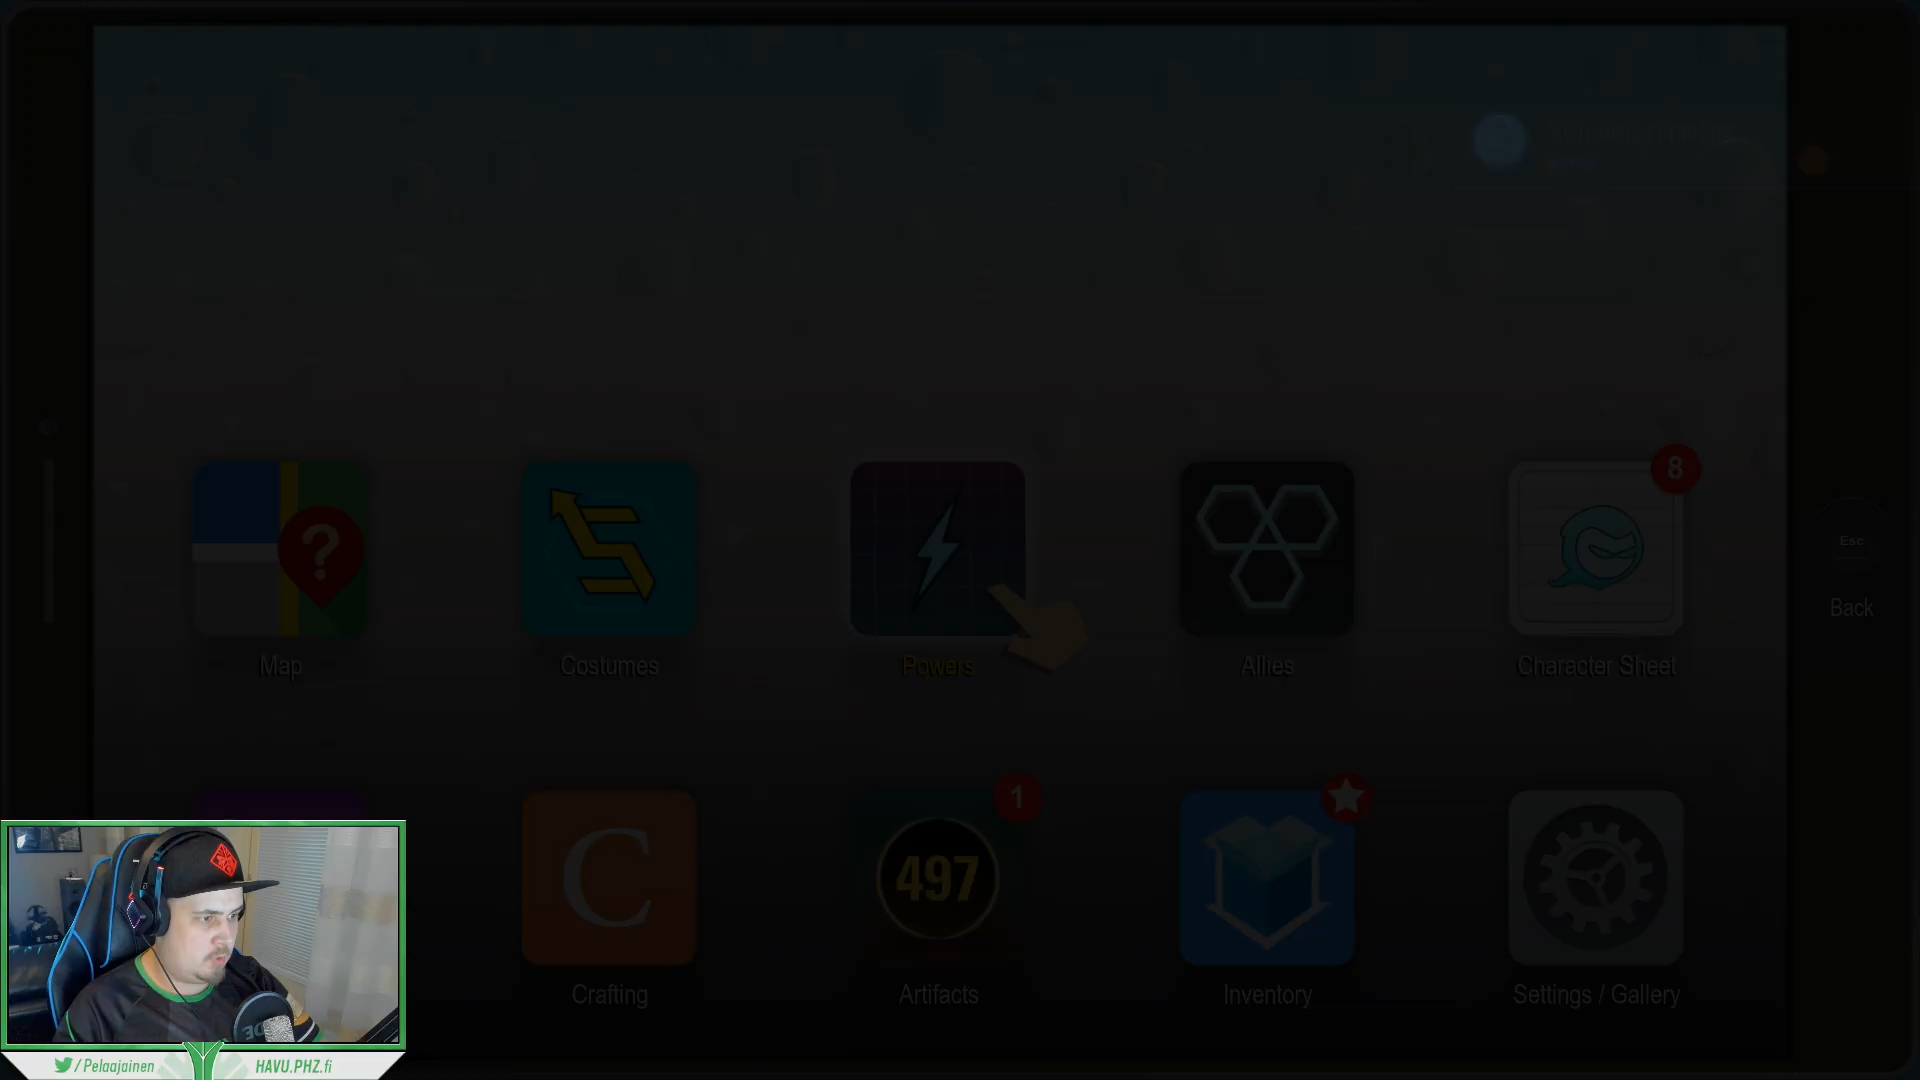 8
Esc
Back
Map
Costumes
Powers
Allies
Character Sheet
1
C
497
Crafting
Artifacts
Inventory
Settings / Gallery
/Pelaajainen
HAVU.PHZ.fi